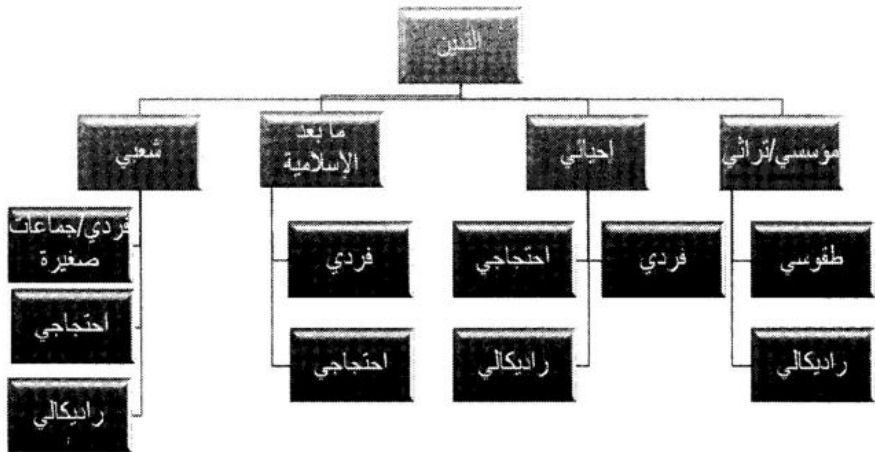 التدين
مؤسسي/تراثي
احيائي
ما بعد
الإسلامية
شعبي
طقوسي
راديكالي
فردي
احتجاجي
راديكالي
فردي
احتجاجي
فردي/جماعات
صغيرة
احتجاجي
راديكالي